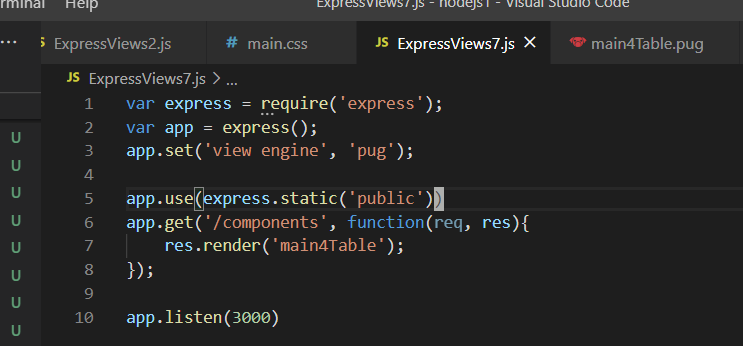 rminal Help ExpressViews7.js - nodejs1 - Visual Studio Code
··· JS ExpressViews2.js # main.css JS ExpressViews7.js × main4Table.pug
JS ExpressViews7.js > ...
1 var express = require('express');
2 var app = express();
3 app.set('view engine', 'pug');
4
5 app.use(express.static('public'))
6 app.get('/components', function(req, res){
7 res.render('main4Table');
8 });
9
10 app.listen(3000)
U
U
U
U
U
U
U
U